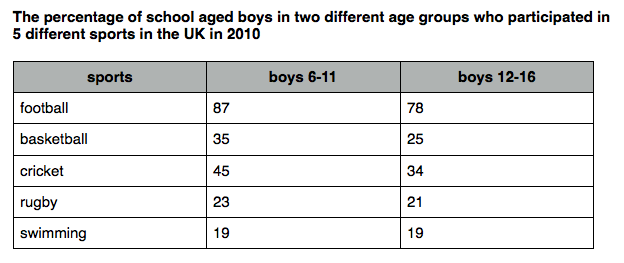 The percentage of school aged boys in two different age groups who participated in
5 different sports in the UK in 2010
sports boys 6-11 boys 12-16
football 87 78
basketball 35 25
cricket 45 34
rugby 23 21
swimming 19 19